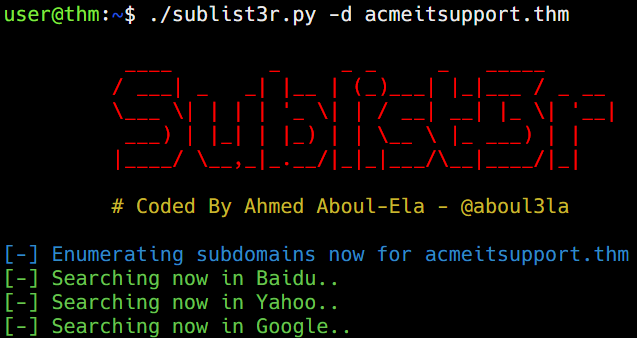 user@thm:~$ ./sublist3r.py -d acmeitsupport.thm
Sublist3r
# Coded By Ahmed Aboul-Ela - @aboul3la
[-] Enumerating subdomains now for acmeitsupport.thm
[-] Searching now in Baidu..
[-] Searching now in Yahoo..
[-] Searching now in Google..